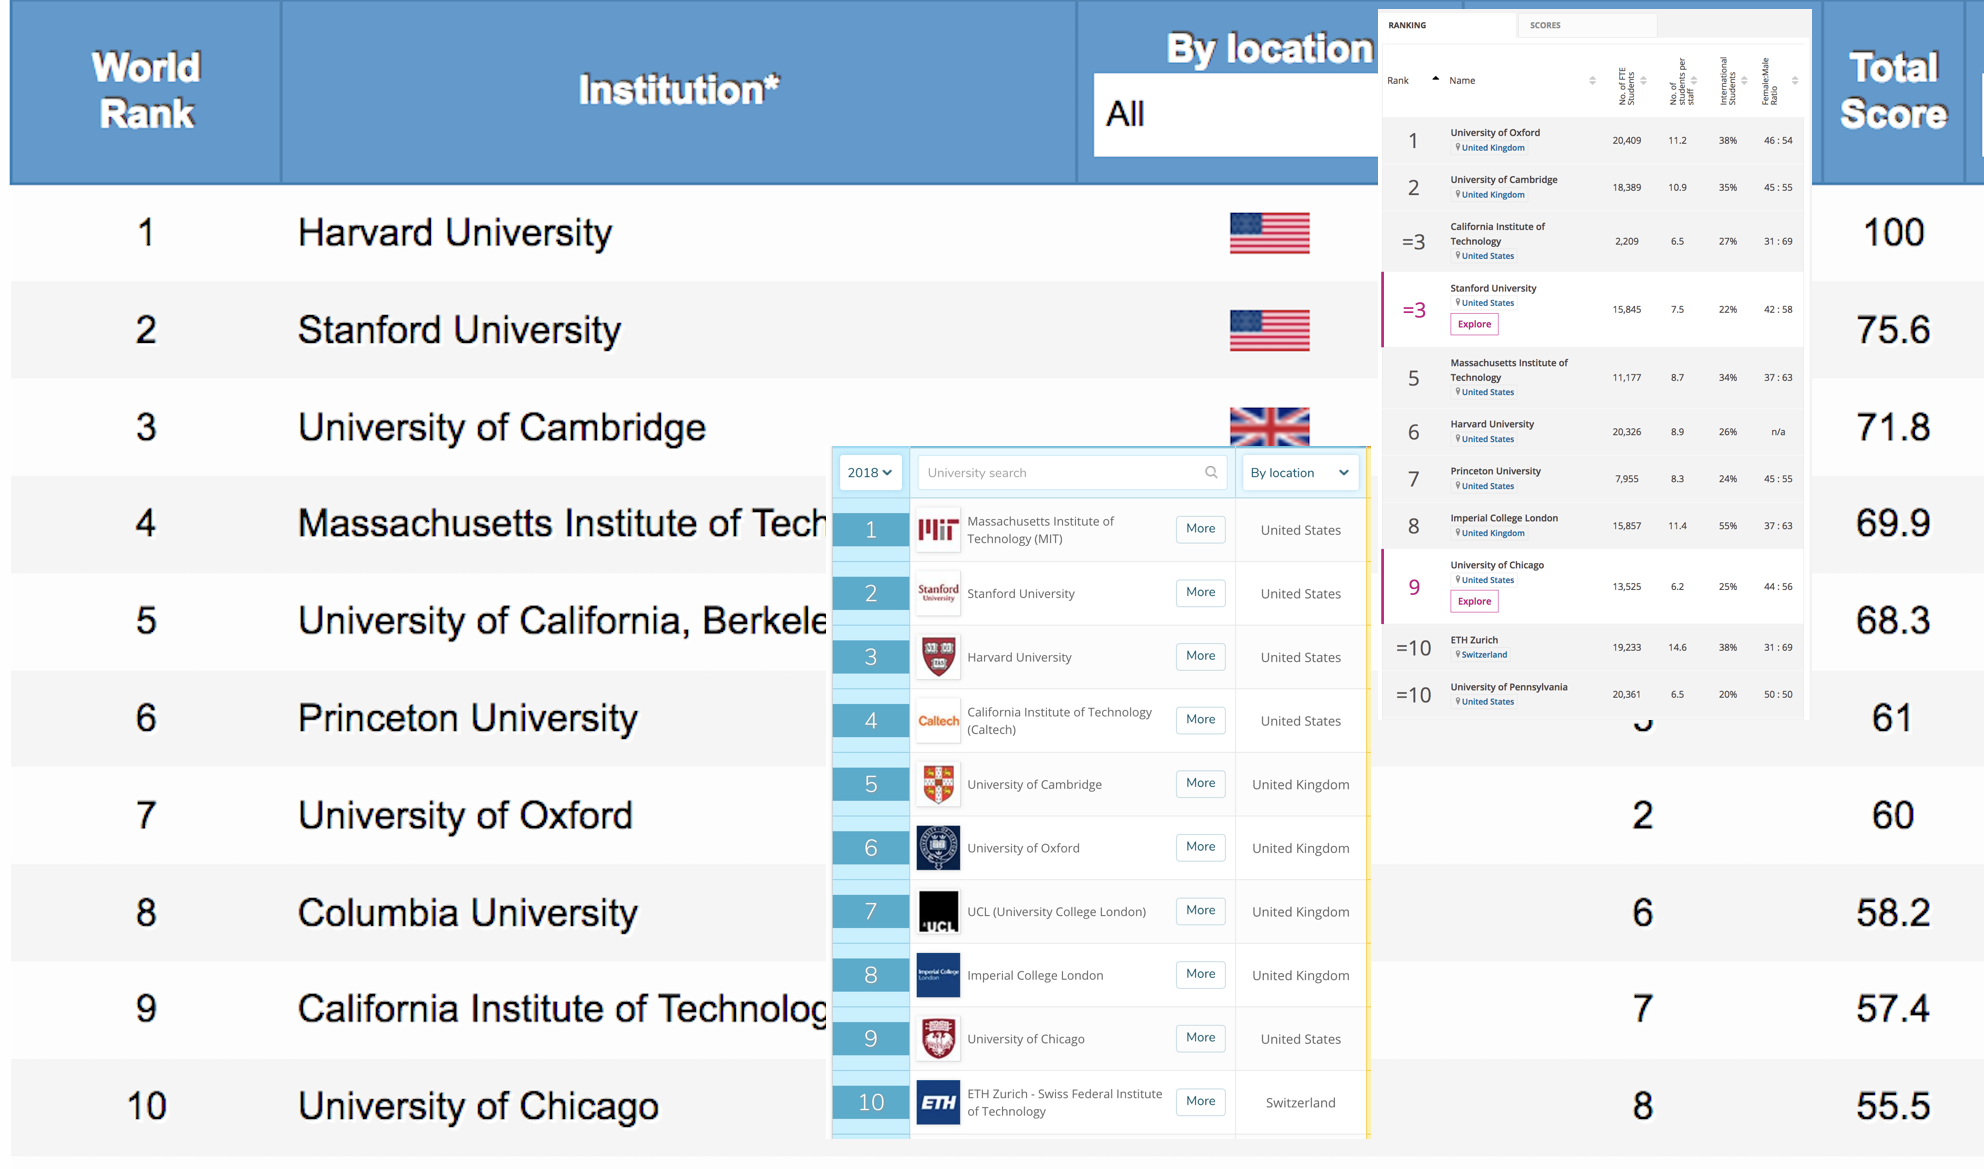 World Rank Institution* By location Total Score
All
1 Harvard University 100
2 Stanford University 75.6
3 University of Cambridge 71.8
4 Massachusetts Institute of Tech 69.9
5 University of California, Berkele 68.3
6 Princeton University 61
7 University of Oxford 2 60
8 Columbia University 6 58.2
9 California Institute of Technolog 7 57.4
10 University of Chicago 8 55.5
2018 University search By location
1 MIT Massachusetts Institute of Technology (MIT) More United States
2 Stanford University Stanford University More United States
3 Harvard University More United States
4 Caltech California Institute of Technology (Caltech) More United States
5 University of Cambridge More United Kingdom
6 University of Oxford More United Kingdom
7 UCL UCL (University College London) More United Kingdom
8 Imperial College London Imperial College London More United Kingdom
9 University of Chicago More United States
10 ETH ETH Zurich - Swiss Federal Institute of Technology More Switzerland
RANKING SCORES
Rank Name No. of FTE Students No. of students per staff International Students Female:Male Ratio
1 University of Oxford 20,409 11.2 38% 46 : 54
United Kingdom
2 University of Cambridge 18,389 10.9 35% 45 : 55
United Kingdom
=3 California Institute of Technology 2,209 6.5 27% 31 : 69
United States
=3 Stanford University 15,845 7.5 22% 42 : 58
United States
Explore
5 Massachusetts Institute of Technology 11,177 8.7 34% 37 : 63
United States
6 Harvard University 20,326 8.9 26% n/a
United States
7 Princeton University 7,955 8.3 24% 45 : 55
United States
8 Imperial College London 15,857 11.4 55% 37 : 63
United Kingdom
9 University of Chicago 13,525 6.2 25% 44 : 56
United States
Explore
=10 ETH Zurich 19,233 14.6 38% 31 : 69
Switzerland
=10 University of Pennsylvania 20,361 6.5 20% 50 : 50
United States